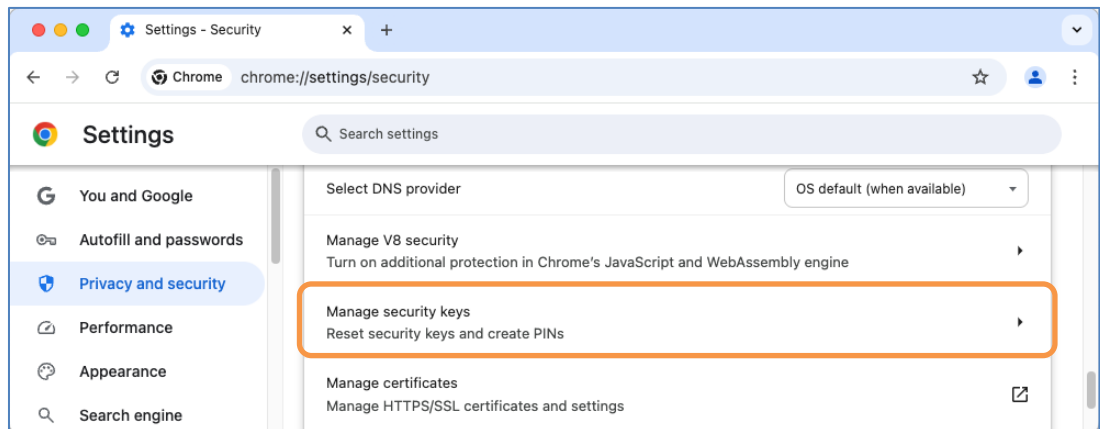 Settings - Security
Chrome chrome://settings/security
Settings
Search settings
You and Google
Autofill and passwords
Privacy and security
Performance
Appearance
Search engine
Select DNS provider
OS default (when available)
Manage V8 security
Turn on additional protection in Chrome's JavaScript and WebAssembly engine
Manage security keys
Reset security keys and create PINs
Manage certificates
Manage HTTPS/SSL certificates and settings